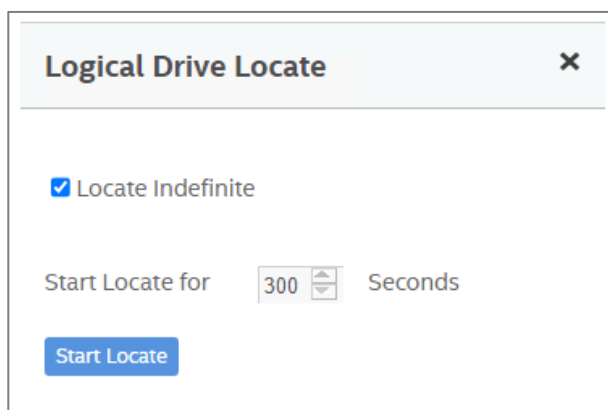 Logical Drive Locate
Locate Indefinite
Start Locate for 300 Seconds
Start Locate